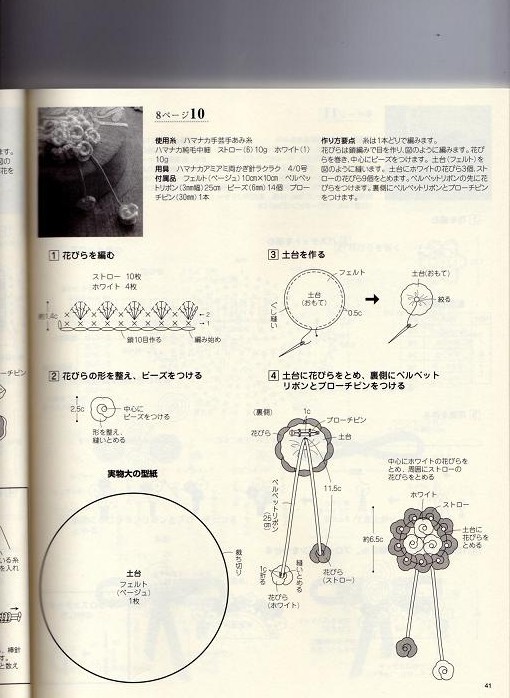 8ページ10
使用糸 ハマナカ手芸手あみ糸
ハマナカ純毛中細 ストロー(6)10g ホワイト(1)
10g
用具 ハマナカアミアミ両かぎ針ラクラク 4/0号
付属品 フェルト(ベージュ)10cm×10cm ベルベッ
トリボン(3mm幅)25cm ビーズ(6mm)14個 ブロー
チピン(30mm)1本
作り方要点 糸は1本どりで編みます。
花びらは鎖編みで目を作り、図のように編みます。花び
らを巻き、中心にビーズをつけます。土台(フェルト)を
図のように縫います。土台にホワイトの花びら3個、スト
ローの花びら9個をとめます。ベルベットリボンの先に花
びらをつけます。裏側にベルベットリボンとブローチピン
をつけます。
1 花びらを編む
ストロー 10枚
ホワイト 4枚
約1.4c
2
1
鎖10目作る
編み始め
2 花びらの形を整え、ビーズをつける
2.5c
中心に
ビーズをつける
形を整え、
縫いとめる
実物大の型紙
土台
フェルト
(ベージュ)
1枚
裁ち切り
3 土台を作る
フェルト
土台
(おもて)
ぐし縫い
0.5c
土台(おもて)
絞る
4 土台に花びらをとめ、裏側にベルベット
リボンとブローチピンをつける
(裏側)
1c
ブローチピン
花びら
土台
ベルベットリボン
(25c)
11.5c
1c
折る
縫いとめる
花びら
(ホワイト)
花びら
(ストロー)
中心にホワイトの花びらを
とめ、周囲にストローの
花びらをとめる
ホワイト
ストロー
約6.5c
土台に
花びらを
とめる
41